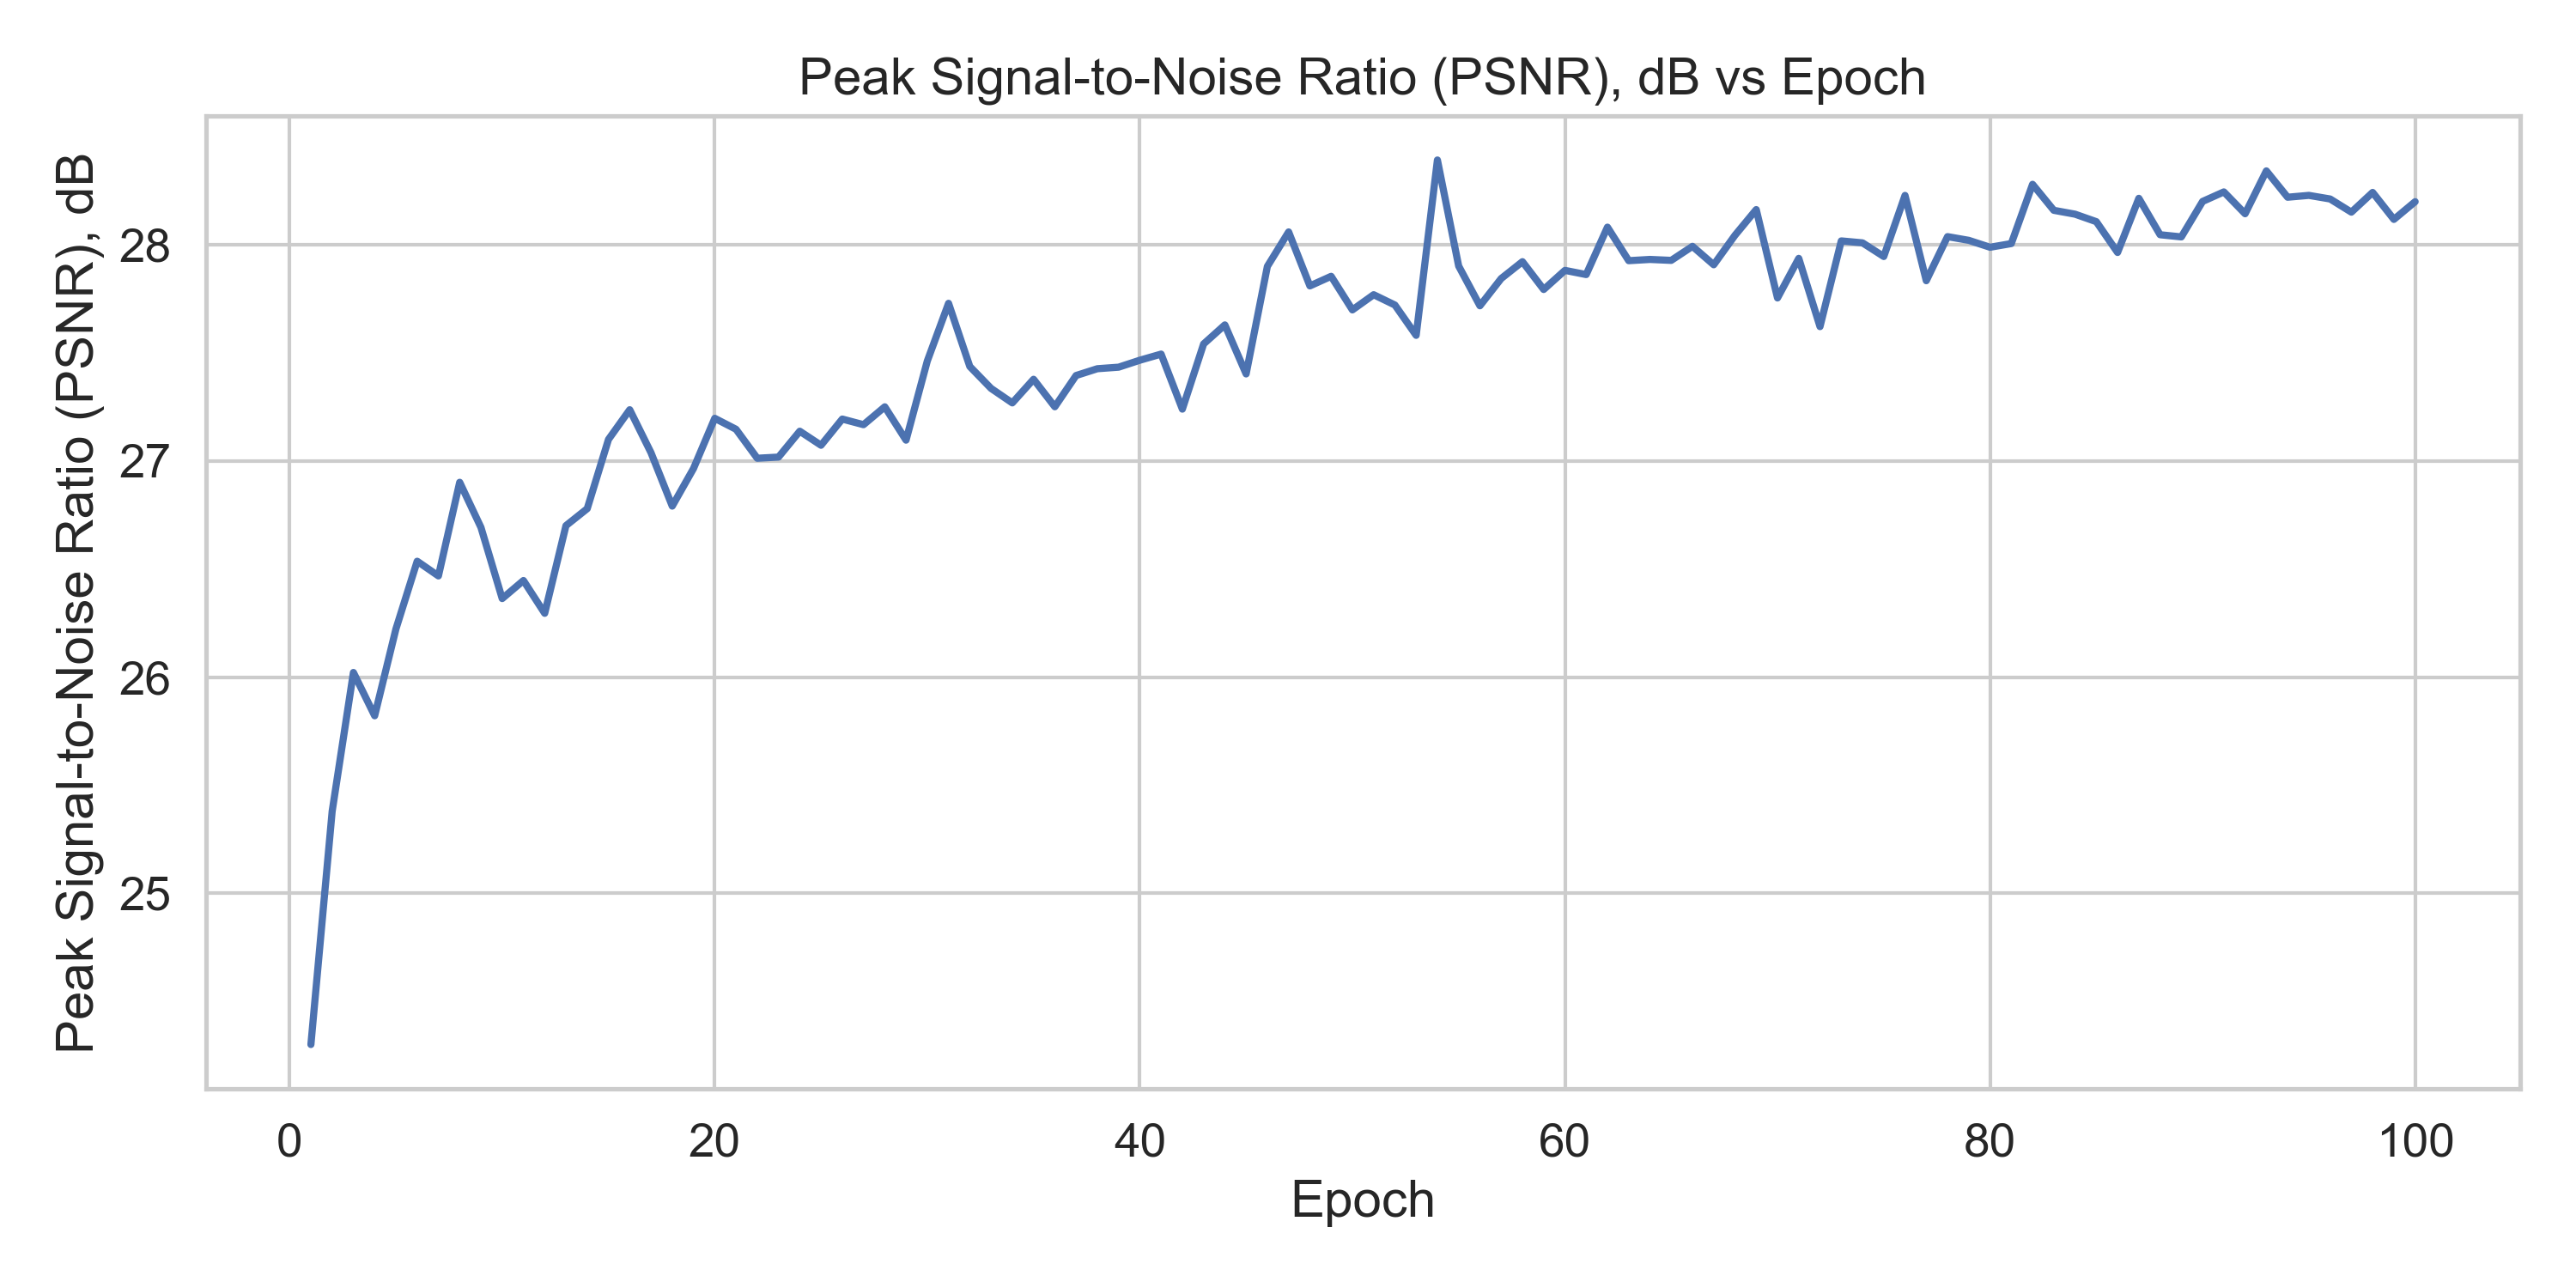 Peak Signal-to-Noise Ratio (PSNR), dB vs Epoch
Peak Signal-to-Noise Ratio (PSNR), dB
28
27
26
25
0 20 40 60 80 100
Epoch